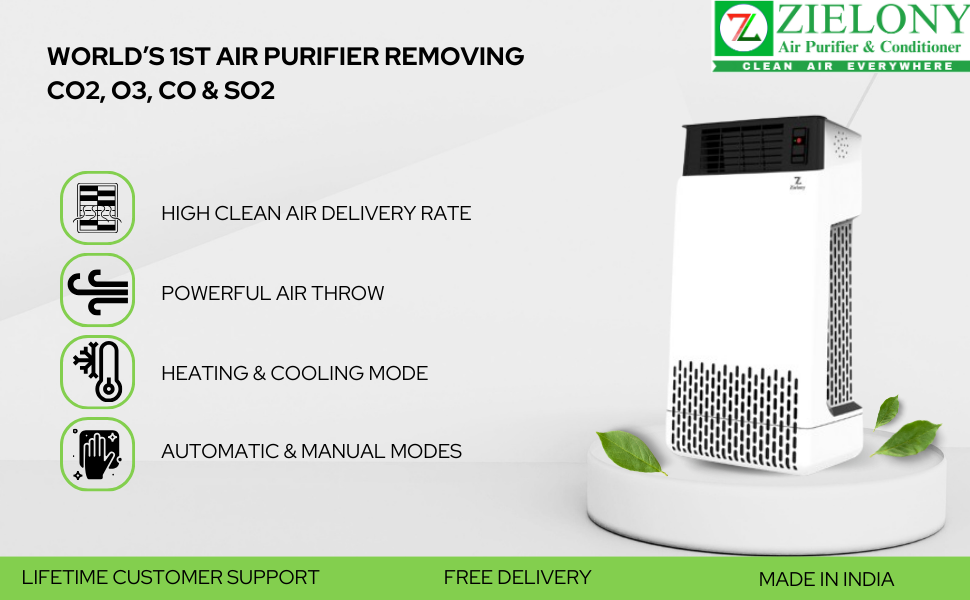 ZIELONY
Air Purifier & Conditioner
CLEAN AIR EVERYWHERE
WORLD'S 1ST AIR PURIFIER REMOVING
CO2, O3, CO & SO2
Z
Zielony
HIGH CLEAN AIR DELIVERY RATE
POWERFUL AIR THROW
HEATING & COOLING MODE
AUTOMATIC & MANUAL MODES
LIFETIME CUSTOMER SUPPORT
FREE DELIVERY
MADE IN INDIA